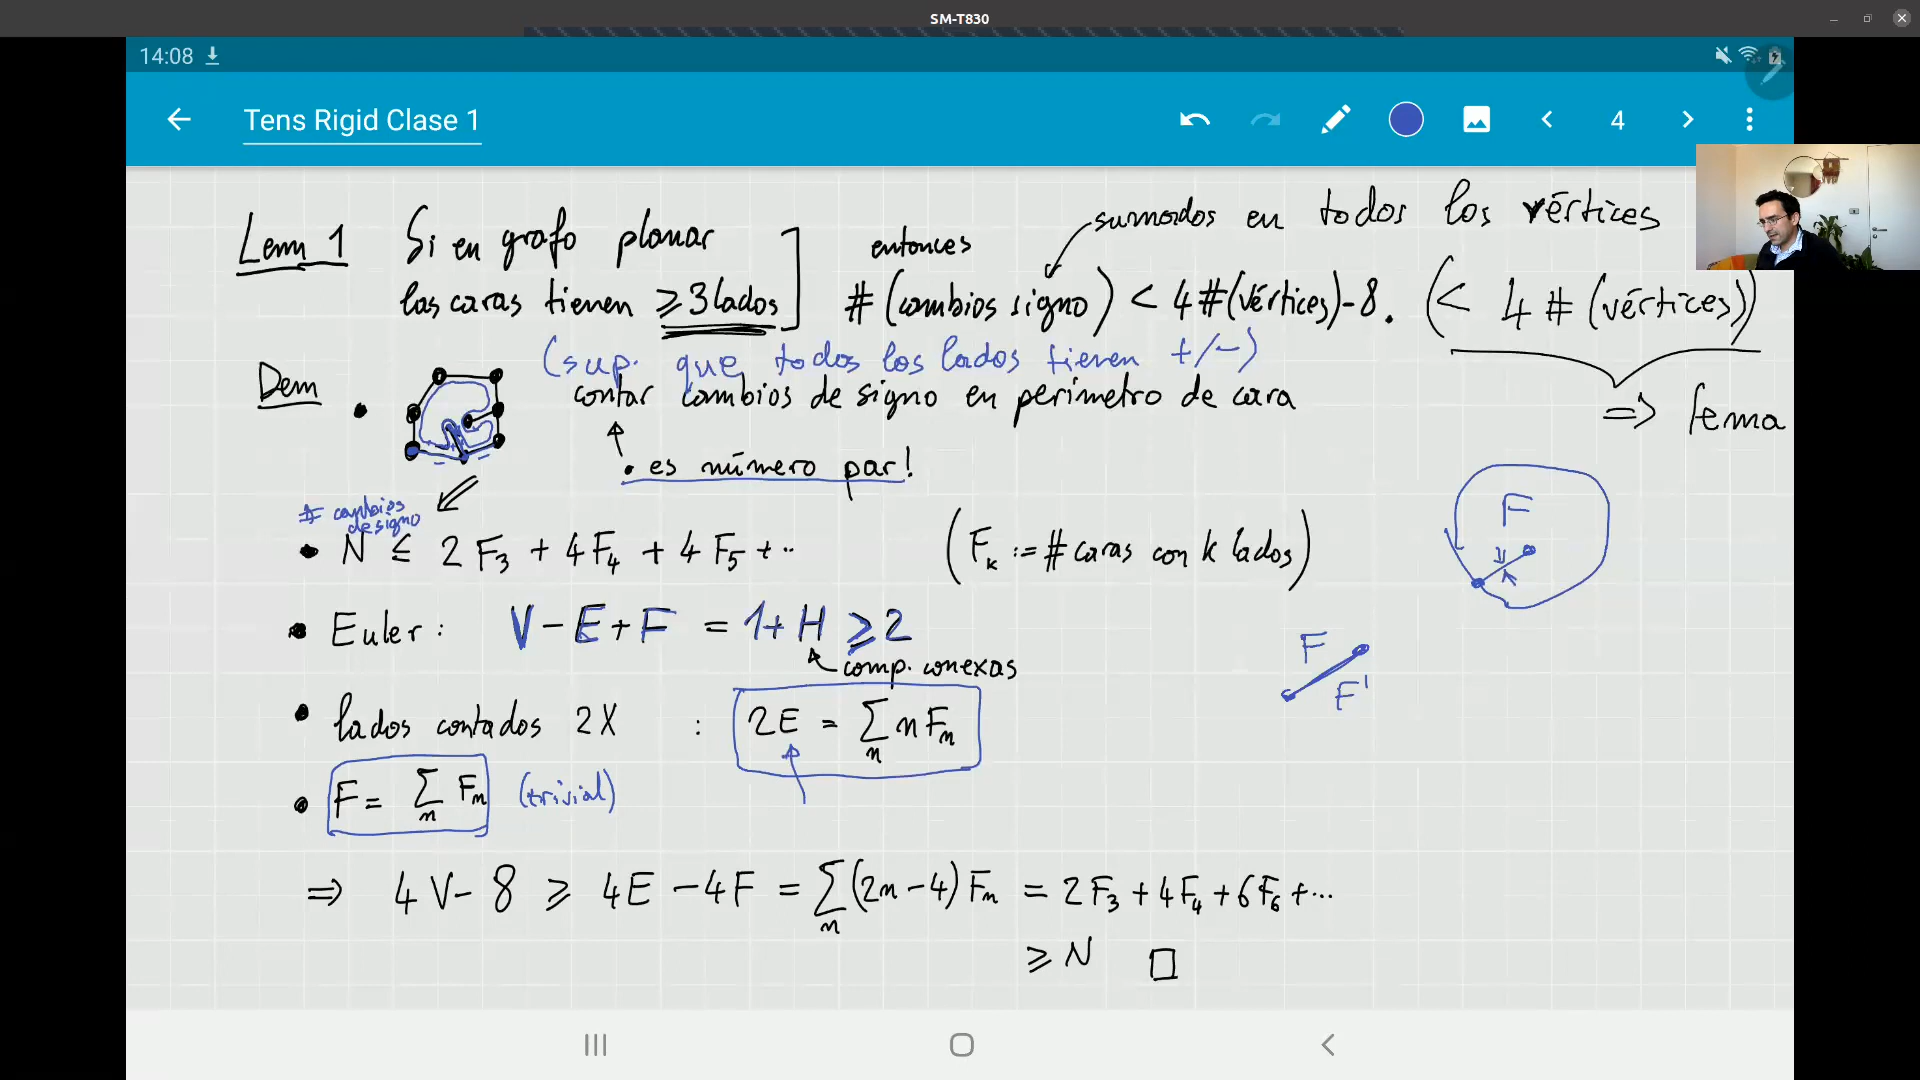 SM-T830
14:08
Tens Rigid Clase 1
4
Lem 1 Si en grafo planar las caras tienen ≥3 lados
entonces #(cambios signo) < 4#(vértices)-8. (< 4 #(vértices))
sumados en todos los vértices
⇒ lema
(sup. que todos los lados tienen +/-)
Dem • contar cambios de signo en perímetro de cara
• es número par!
# cambios de signo
• N ≤ 2F₃ + 4F₄ + 4F₅ + ·· (Fₖ := # caras con k lados)
F
• Euler: V - E + F = 1 + H ≥ 2
comp. conexas
F
F'
• lados contados 2X : 2E = Σₙ n Fₙ
• F = Σₙ Fₙ (trivial)
⇒ 4V - 8 ≥ 4E - 4F = Σₙ (2n - 4) Fₙ = 2F₃ + 4F₄ + 6F₆ + ···
≥ N □